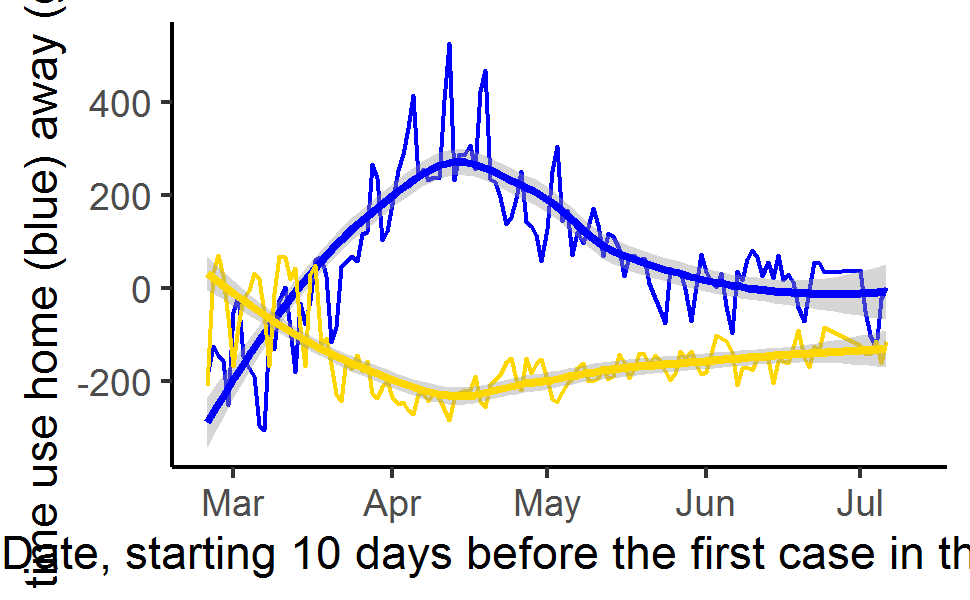 time use home (blue) away (
400
200
0
-200
Mar Apr May Jun Jul
Date, starting 10 days before the first case in th